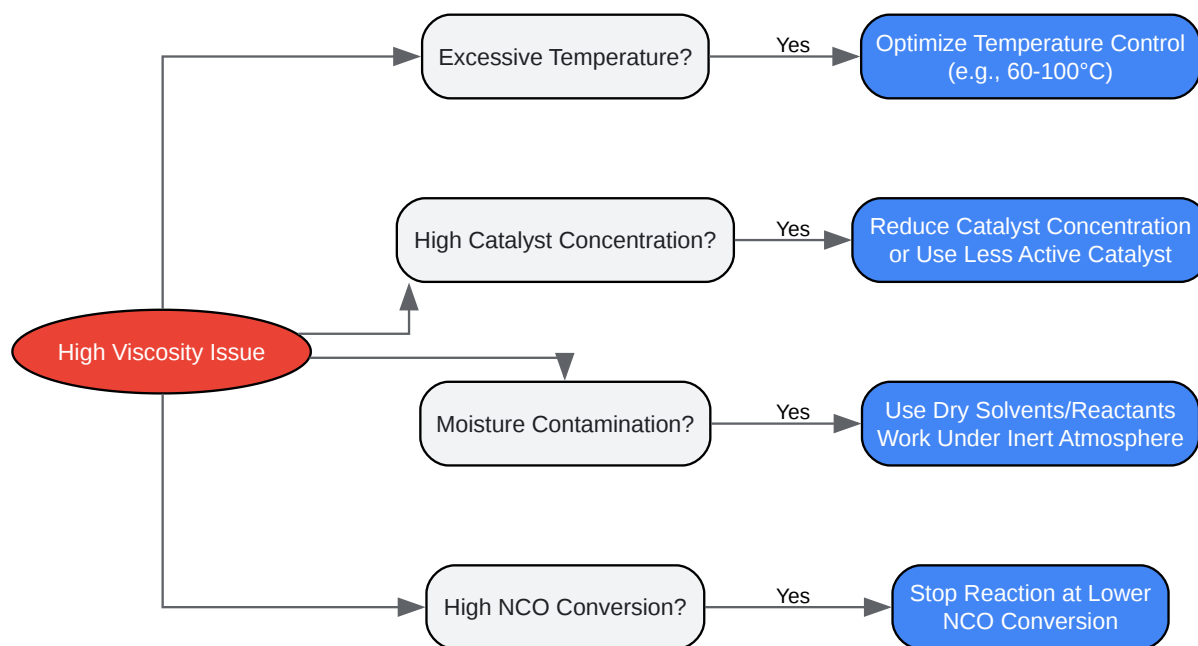 Excessive Temperature?
Yes
Optimize Temperature Control
(e.g., 60-100°C)
High Catalyst Concentration?
Yes
Reduce Catalyst Concentration
or Use Less Active Catalyst
High Viscosity Issue
Moisture Contamination?
Yes
Use Dry Solvents/Reactants
Work Under Inert Atmosphere
High NCO Conversion?
Yes
Stop Reaction at Lower
NCO Conversion